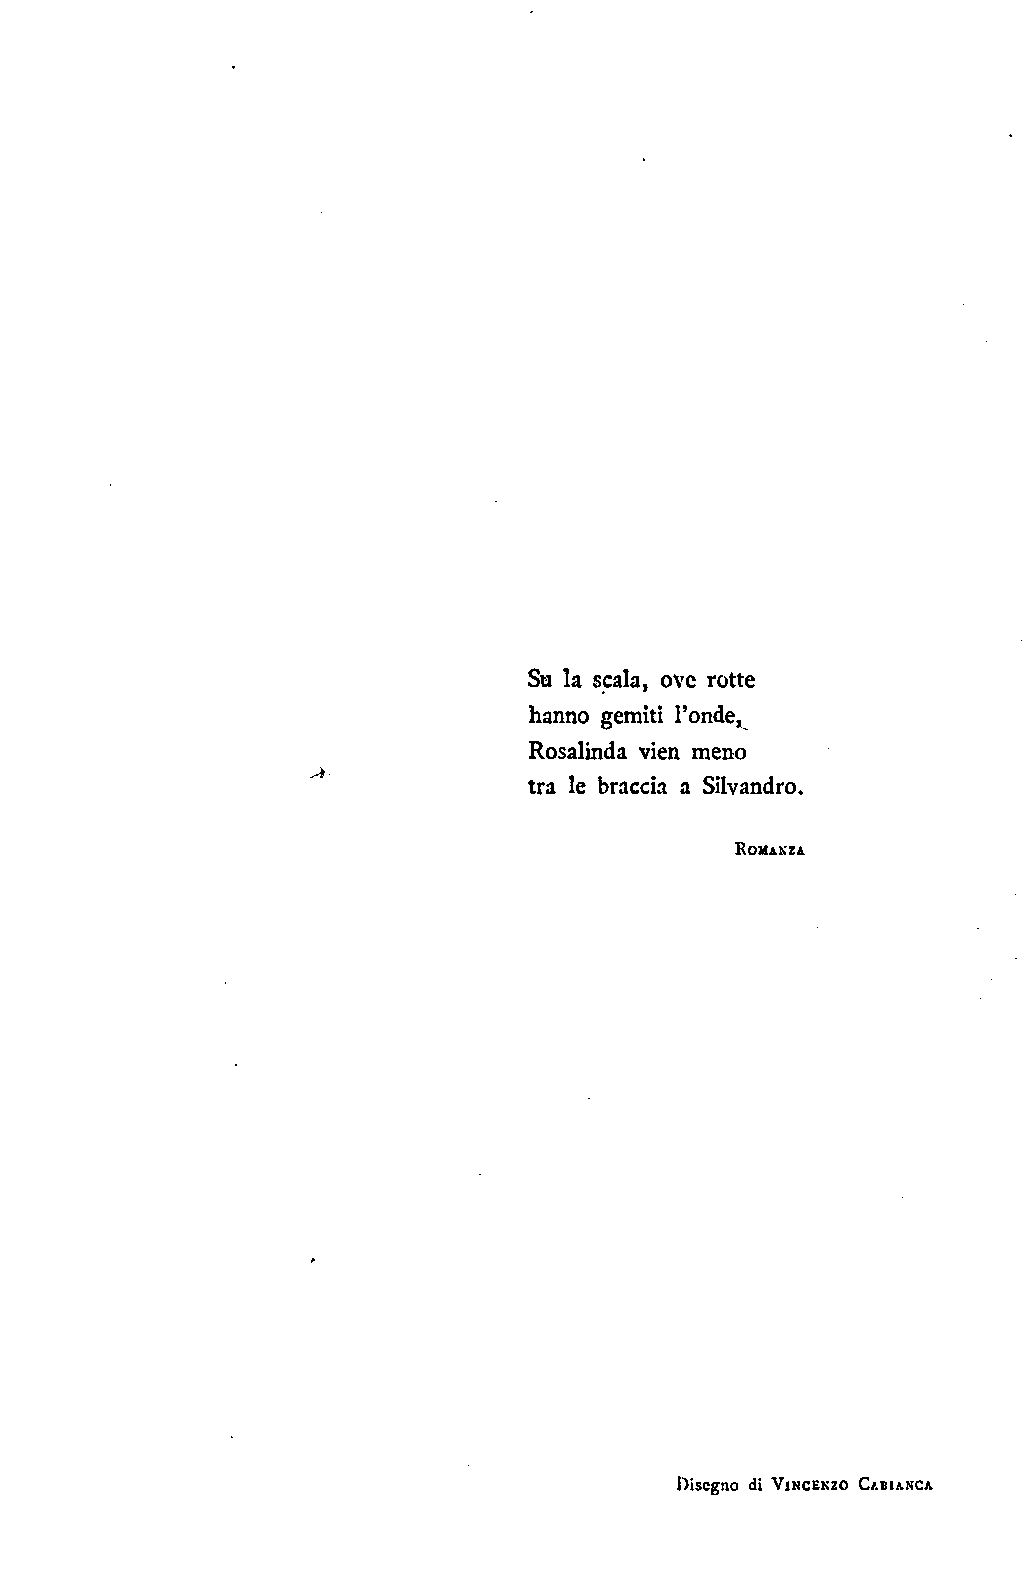 Su la scala, ove rotte
hanno gemiti l'onde,
Rosalinda vien meno
tra le braccia a Silvandro.
ROMANZA
Disegno di VINCENZO CABIANCA